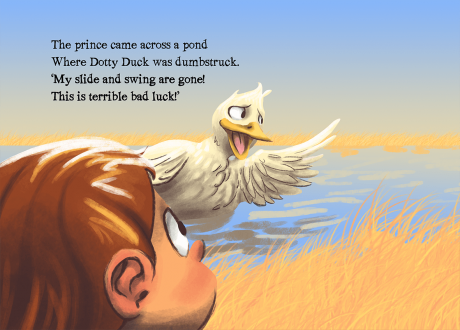 The prince came across a pond
Where Dotty Duck was dumbstruck.
‘My slide and swing are gone!
This is terrible bad luck!’